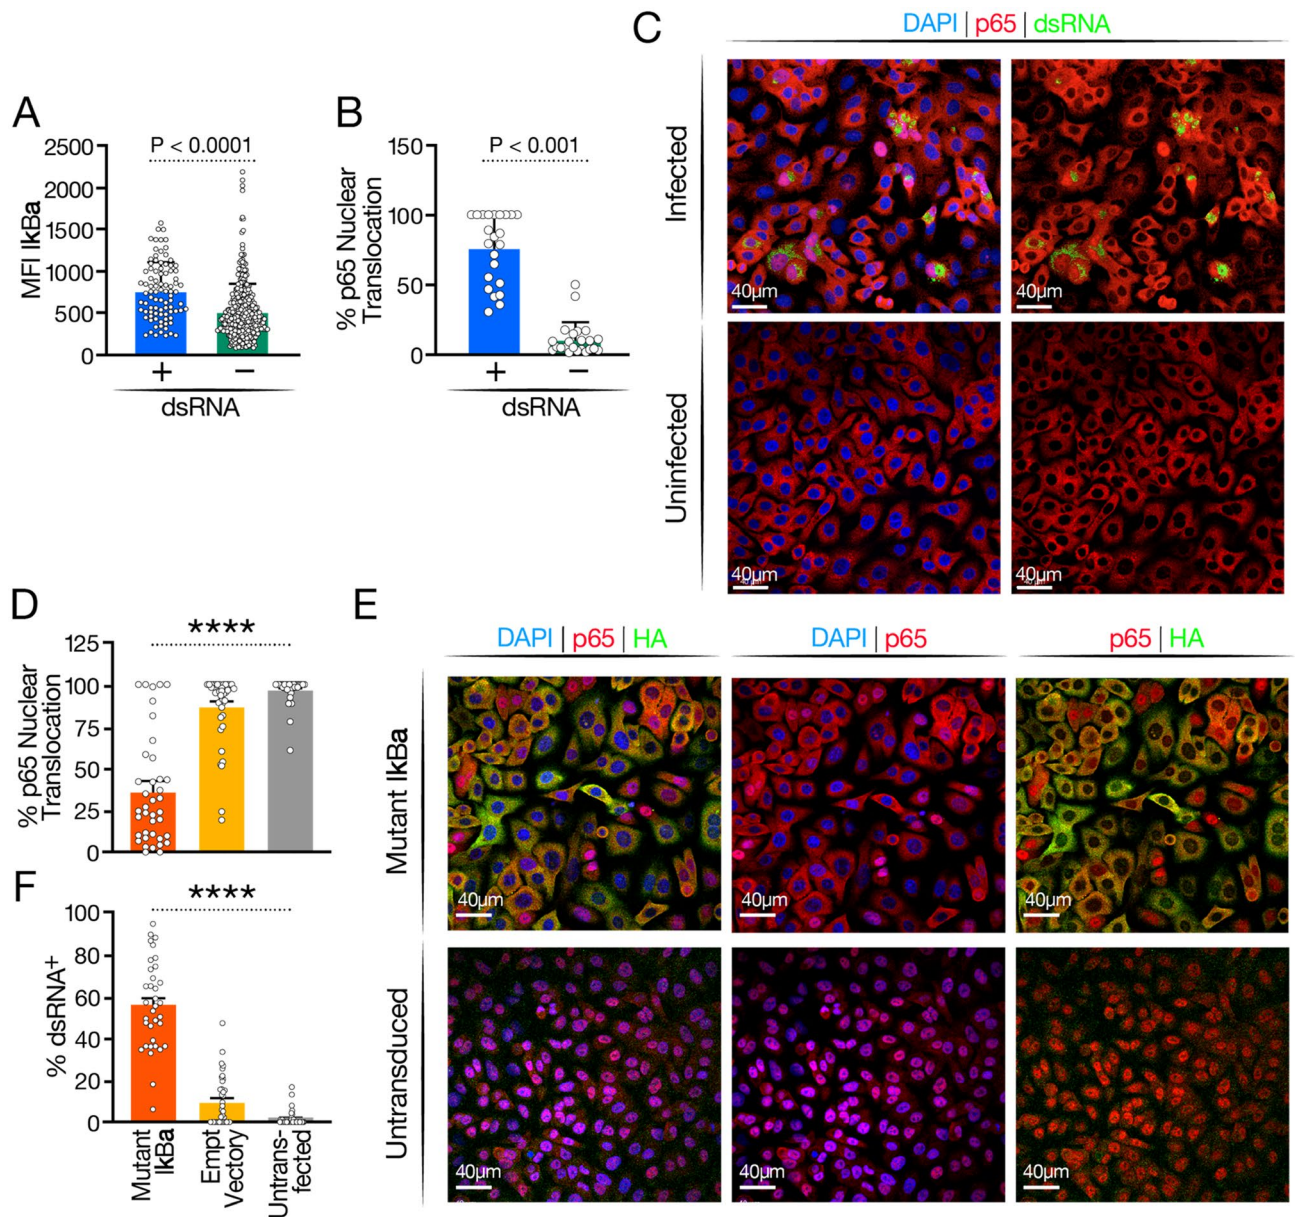 A
MFI IkBa
2500
2000
1500
1000
500
0
P < 0.0001
+
−
dsRNA
B
% p65 Nuclear
Translocation
150
100
50
0
P < 0.001
+
−
dsRNA
C
DAPI | p65 | dsRNA
Infected
40µm
40µm
Uninfected
40µm
40µm
D
% p65 Nuclear
Translocation
125
100
75
50
25
0
****
E
DAPI | p65 | HA
DAPI | p65
p65 | HA
Mutant IkBa
40µm
40µm
40µm
Untransduced
40µm
40µm
40µm
F
% dsRNA+
100
80
60
40
20
0
****
Mutant
IkBa
Empt
Vectory
Untrans-
fected